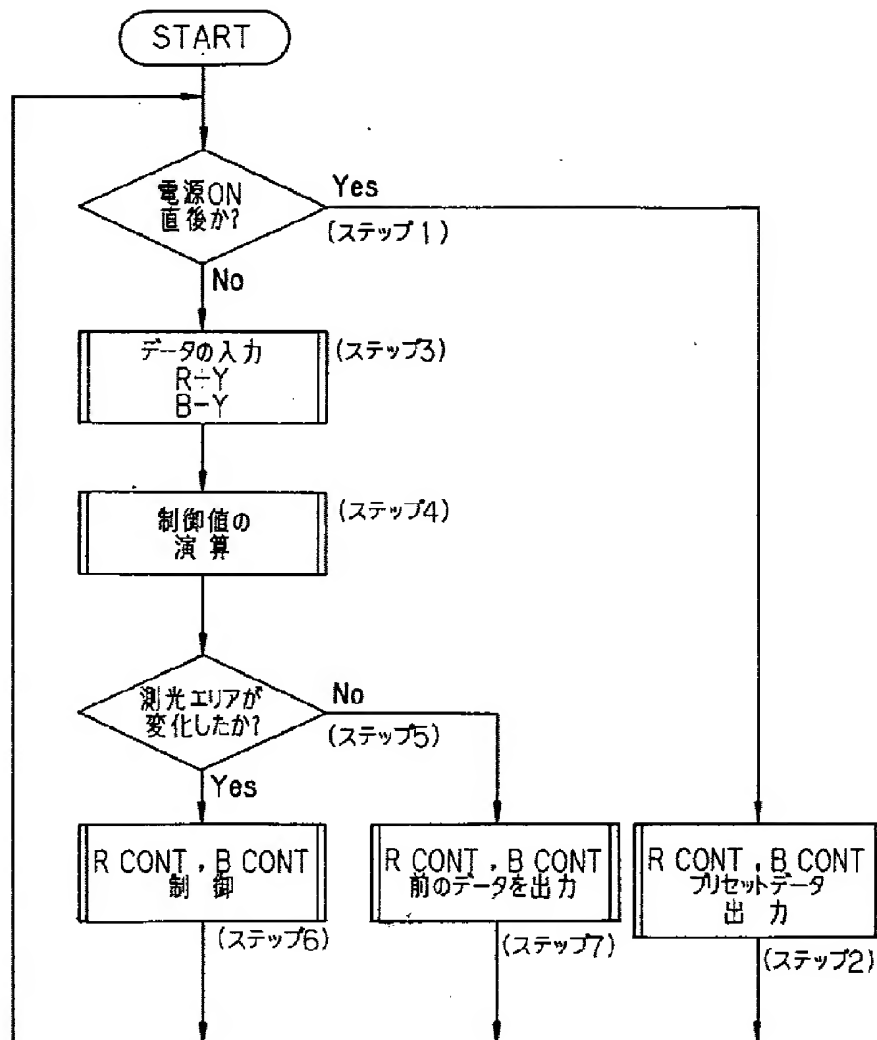 START
電源ON
直後か?
Yes
(ステップ1)
No
データの入力
R-Y
B-Y
(ステップ3)
制御値の
演算
(ステップ4)
測光エリアが
変化したか?
No
(ステップ5)
Yes
R CONT , B CONT
制御
(ステップ6)
R CONT , B CONT
前のデータを出力
(ステップ7)
R CONT , B CONT
プリセットデータ
出力
(ステップ2)